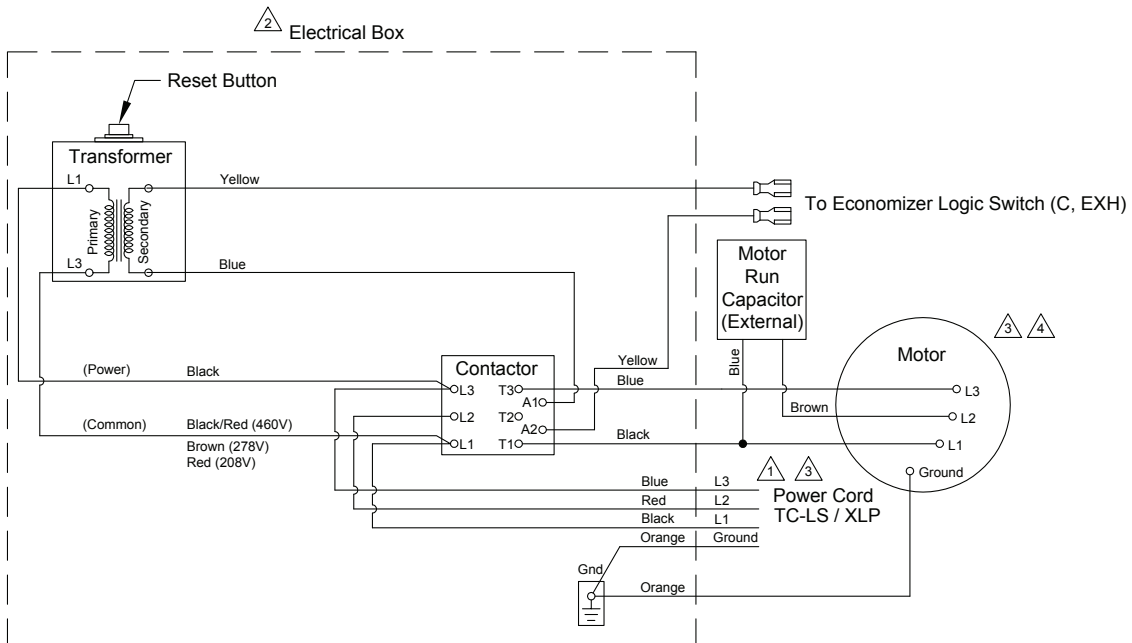 2
Electrical Box
Reset Button
Transformer
L1
Primary
Secondary
L3
Yellow
Blue
To Economizer Logic Switch (C, EXH)
Motor
Run
Capacitor
(External)
Blue
Brown
3
4
Motor
L3
L2
L1
Ground
(Power)
Black
(Common)
Black/Red (460V)
Brown (278V)
Red (208V)
Contactor
L3
T3
A1
L2
T2
A2
L1
T1
Yellow
Blue
Black
1
3
Power Cord
TC-LS / XLP
Blue L3
Red L2
Black L1
Orange Ground
Gnd
Orange